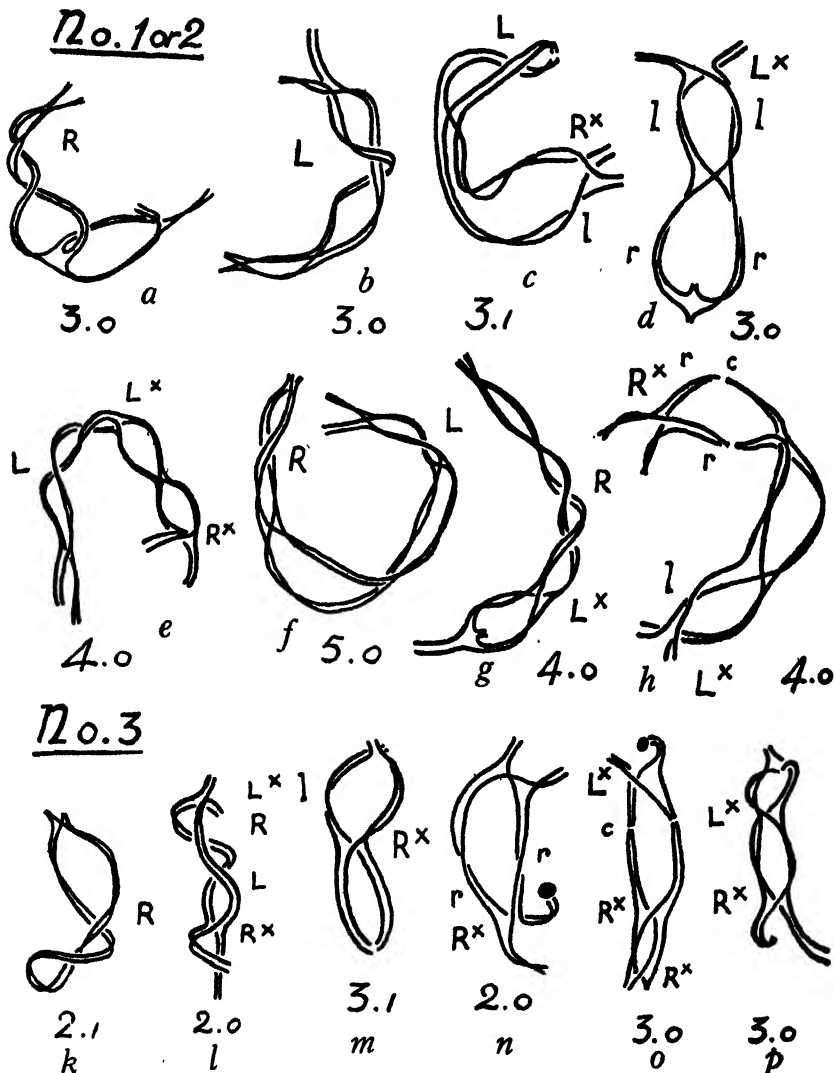 No. 1 or 2
R
a
3.0
L
b
3.0
L
R×
l
c
3.1
L×
l l
r r
d 3.0
L L× R×
e
4.0
R
f 5.0
L
R
L×
g 4.0
R× r c
r
l
h L× 4.0
No. 3
R
2.1
k
L×
R
L
R×
2.0
l
l
R×
3.1
m
r r
R×
2.0
n
L×
c
R×
R×
3.0
o
L×
R×
3.0
p